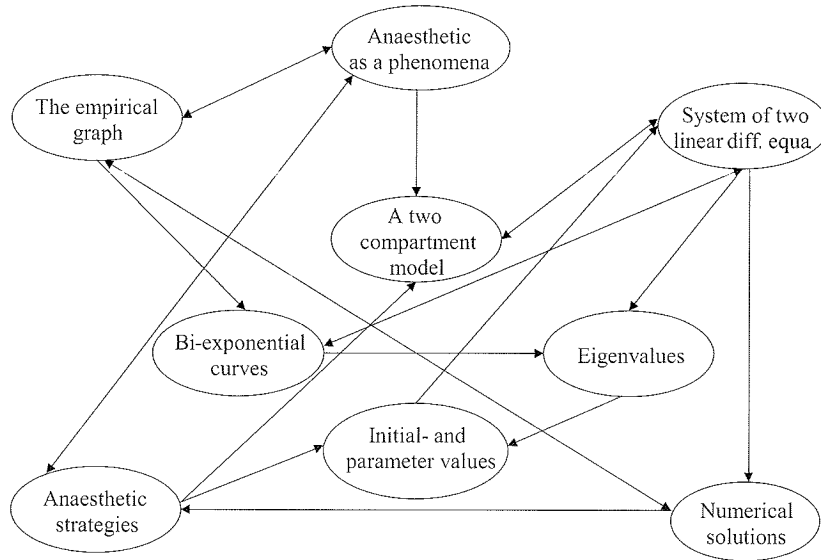 Anaesthetic
as a phenomena
The empirical
graph
System of two
linear diff. equa.
A two
compartment
model
Bi-exponential
curves
Eigenvalues
Initial- and
parameter values
Anaesthetic
strategies
Numerical
solutions